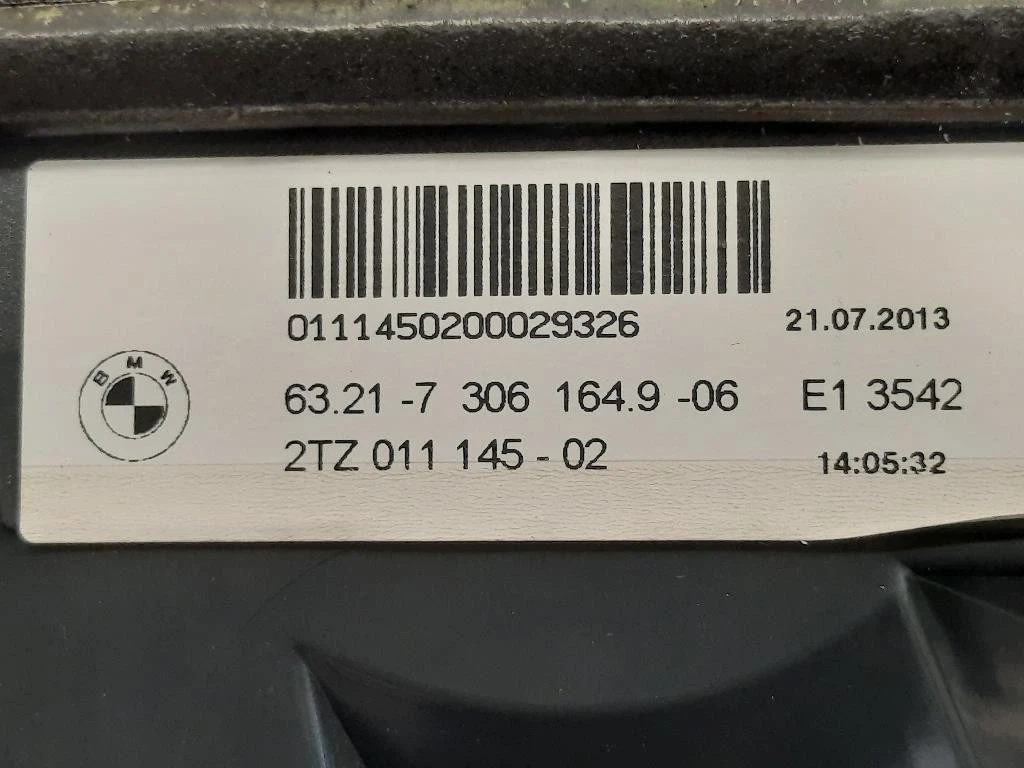 0111450200029326
21.07.2013
BMW
63.21 -7 306 164.9 -06 E1 3542
2TZ 011 145 - 02
14:05:32